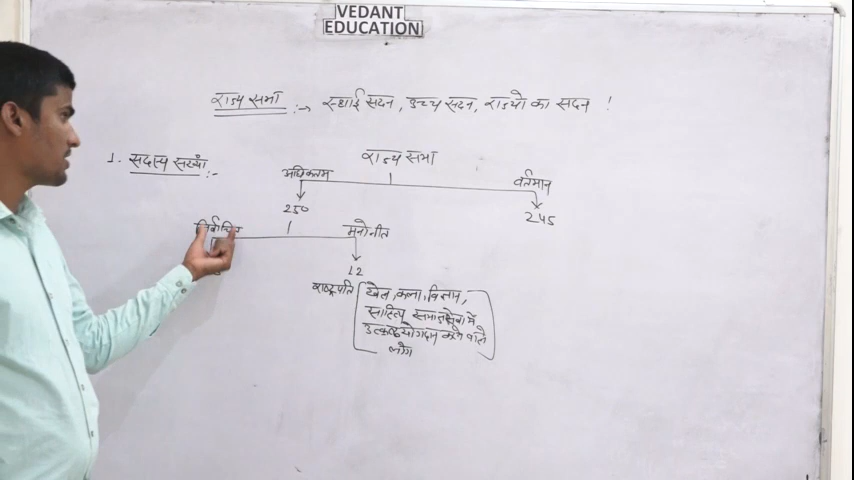 VEDANT
EDUCATION
राज्य सभा :→ स्थाई सदन, उच्च सदन, राज्यो का सदन !
1. सदस्य संख्याँ :-
राज्य सभा
अधिकतम
वर्तमान
250
245
निर्वाचित
मनोनीत
12
राष्ट्रपति
खेल, कला, विज्ञान,
साहित्य समाजसेवा में
उत्कृष्ट योगदान करने वाले
लोग